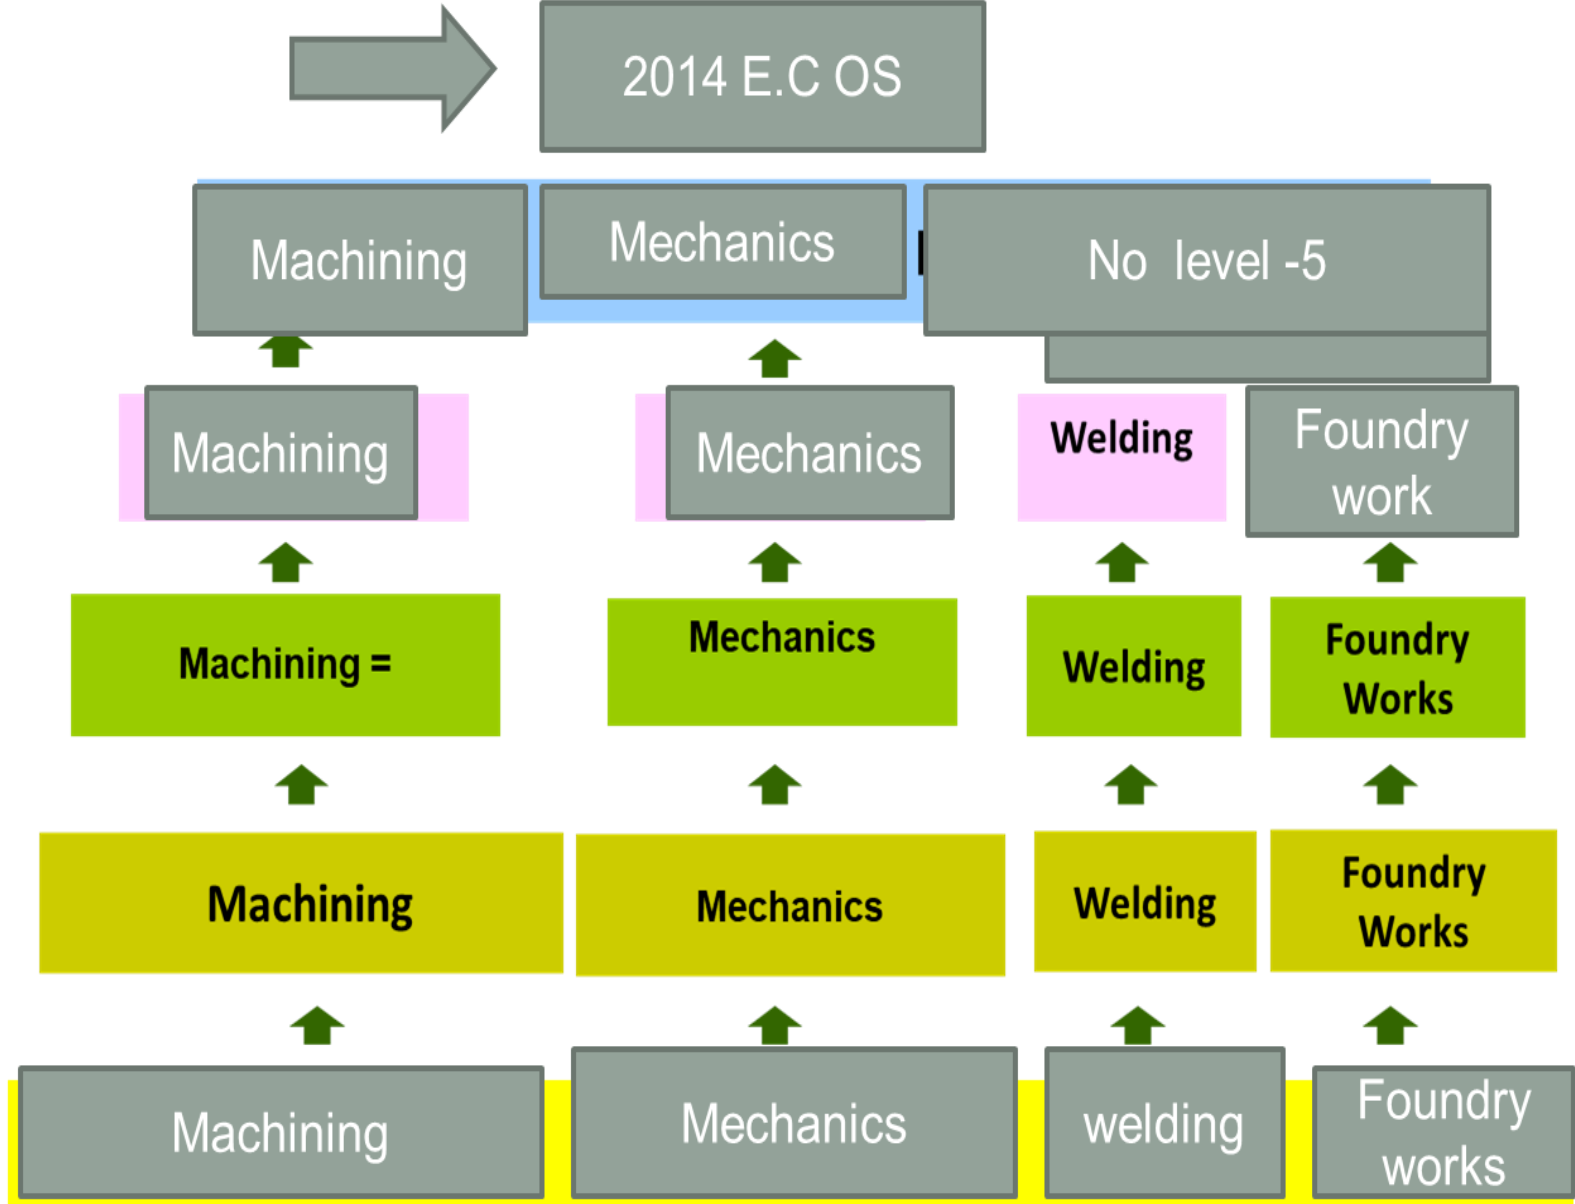 2014 E.C OS
Machining
Mechanics
No level -5
Machining
Mechanics
Welding
Foundry
work
Machining =
Mechanics
Welding
Foundry
Works
Machining
Mechanics
Welding
Foundry
Works
Machining
Mechanics
welding
Foundry
works